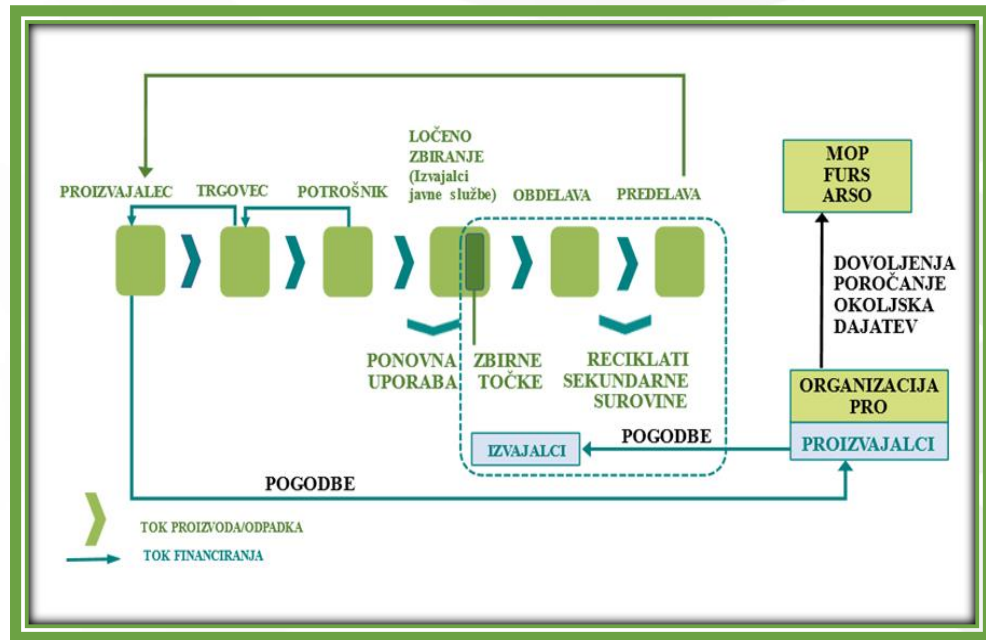 LOČENO
ZBIRANJE
(Izvajalci
javne službe)
PROIZVAJALEC
TRGOVEC
POTROŠNIK
OBDELAVA
PREDELAVA
MOP
FURS
ARSO
DOVOLJENJA
POROČANJE
OKOLJSKA
DAJATEV
PONOVNA
UPORABA
ZBIRNE
TOČKE
RECIKLATI
SEKUNDARNE
SUROVINE
ORGANIZACIJA
PRO
PROIZVAJALCI
IZVAJALCI
POGODBE
POGODBE
TOK PROIZVODA/ODPADKA
TOK FINANCIRANJA